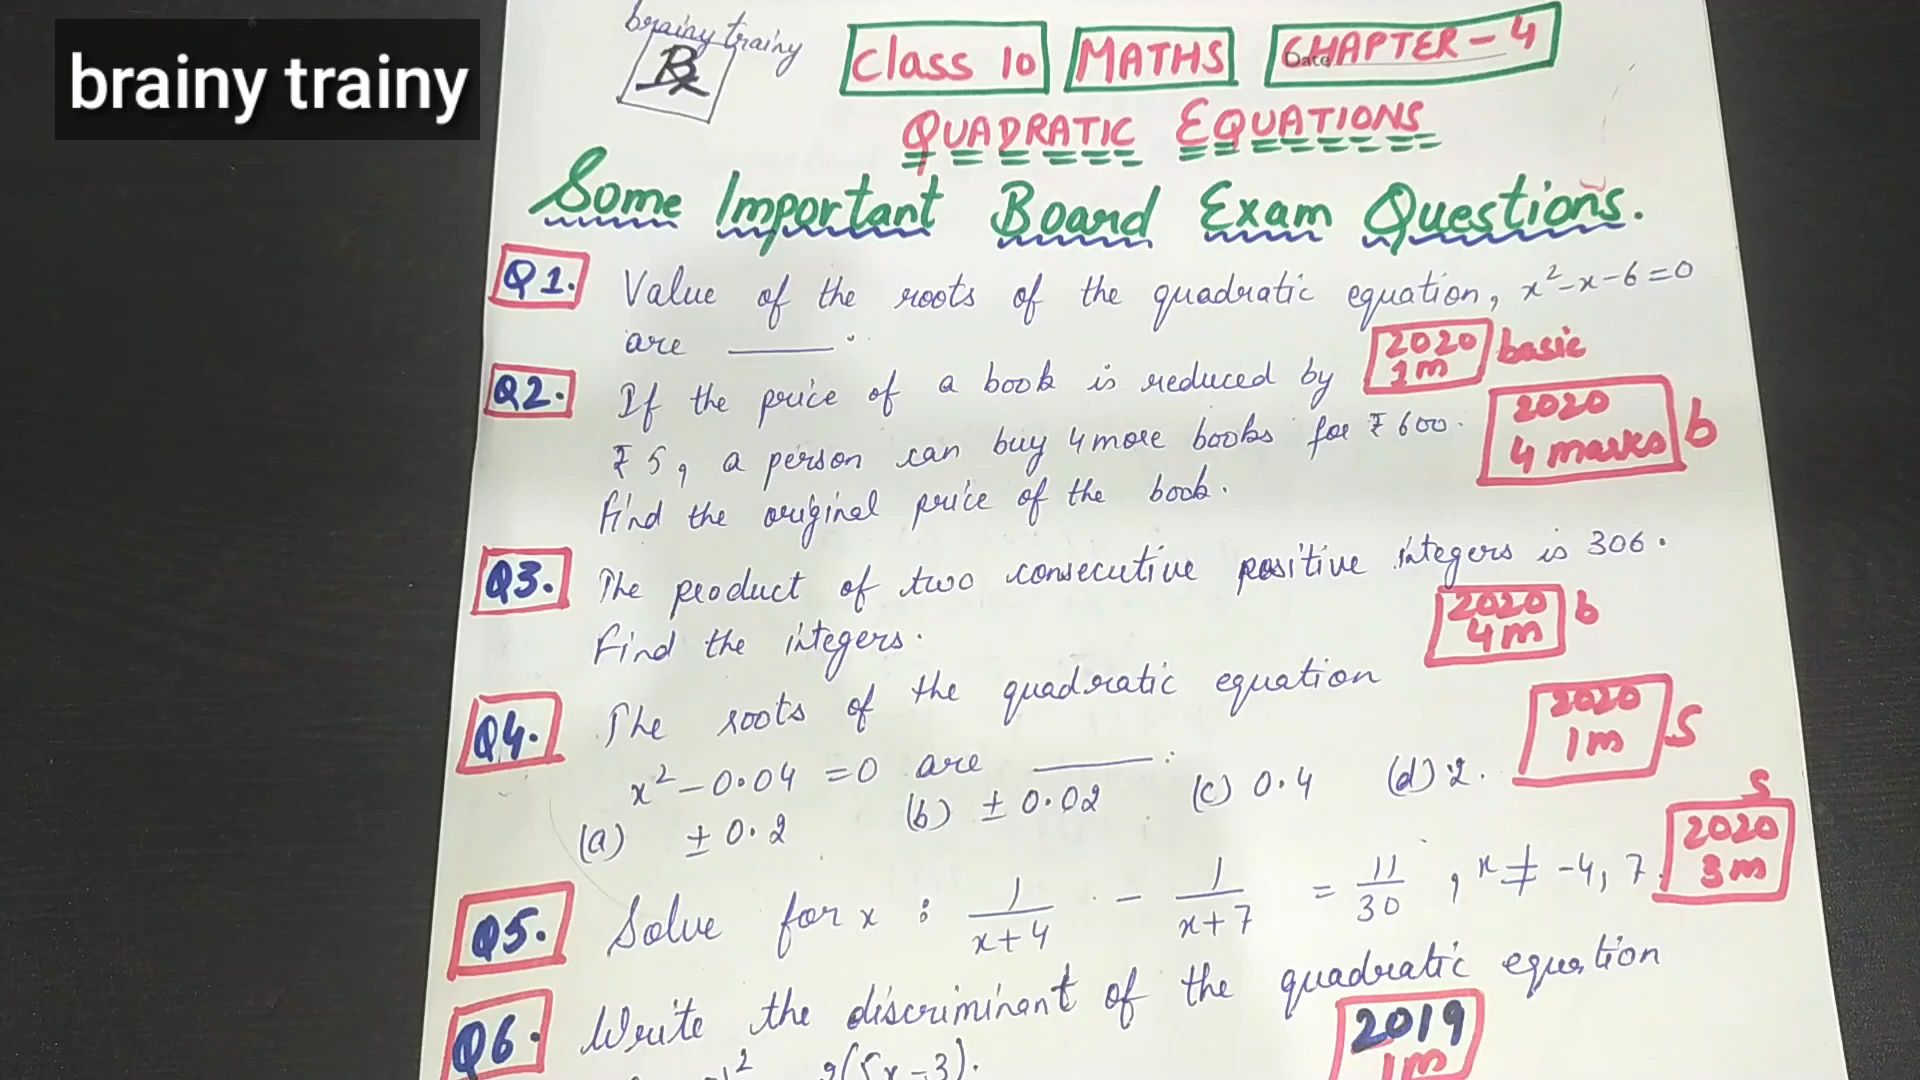 brainy trainy
brainy trainy
Class 10 MATHS CHAPTER-4
Date
QUADRATIC EQUATIONS
Some Important Board Exam Questions.
Q1. Value of the roots of the quadratic equation, x²-x-6=0
are ______.
2020 1m basic
Q2. If the price of a book is reduced by
₹5, a person can buy 4 more books for ₹600.
find the original price of the book.
2020 4 marks b
Q3. The product of two consecutive positive integers is 306.
Find the integers.
2020 4m b
Q4. The roots of the quadratic equation
x²-0.04 =0 are ______.
2020 1m S
(a) ±0.2 (b) ±0.02 (c) 0.4 (d) 2.
Q5. Solve for x : 1/(x+4) - 1/(x+7) = 11/30, x≠ -4, 7.
S 2020 3m
Q6. Write the discriminant of the quadratic equation
2019 1m
(5x-3).